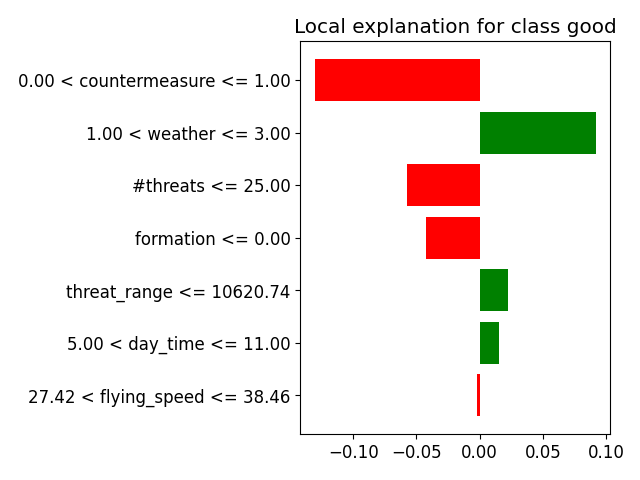 Local explanation for class good
0.00 < countermeasure <= 1.00
1.00 < weather <= 3.00
#threats <= 25.00
formation <= 0.00
threat_range <= 10620.74
5.00 < day_time <= 11.00
27.42 < flying_speed <= 38.46
−0.10 −0.05 0.00 0.05 0.10